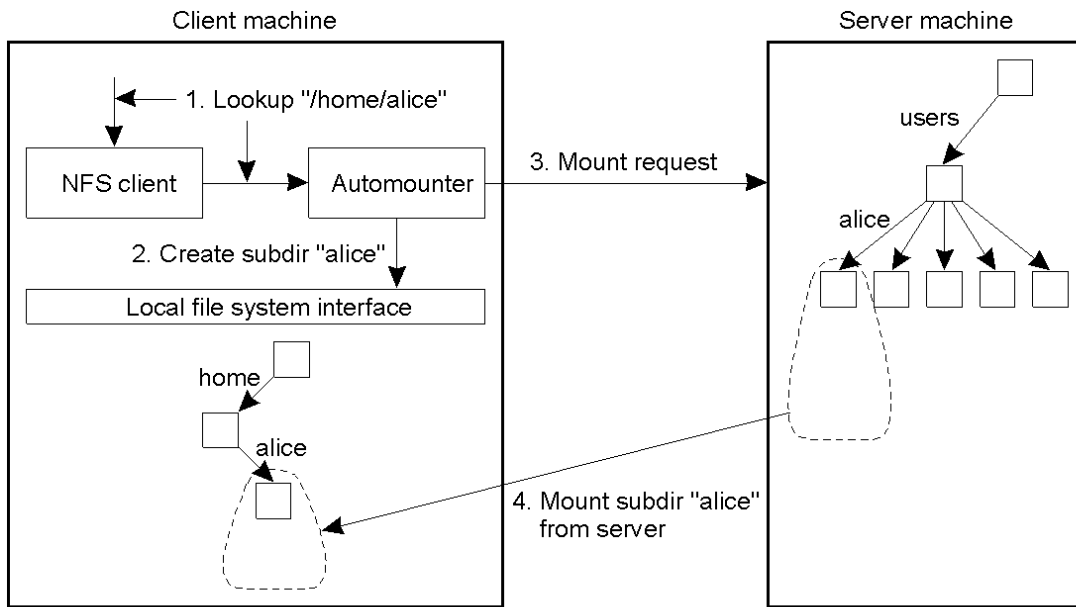 Client machine
Server machine
1. Lookup "/home/alice"
users
NFS client
Automounter
3. Mount request
alice
2. Create subdir "alice"
Local file system interface
home
alice
4. Mount subdir "alice"
from server